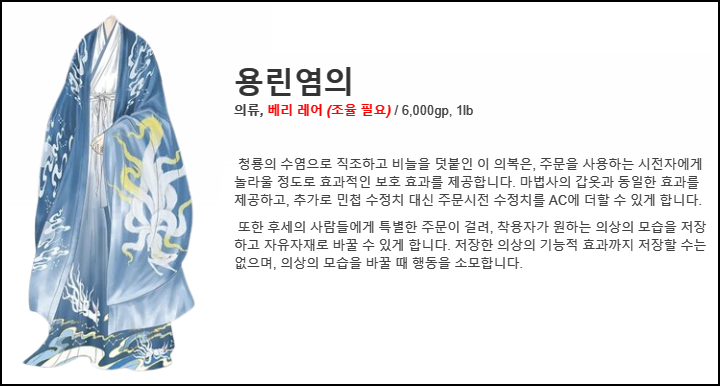 용린염의
의류, 베리 레어 (조율 필요) / 6,000gp, 1lb
청룡의 수염으로 직조하고 비늘을 덧붙인 이 의복은, 주문을 사용하는 시전자에게
놀라울 정도로 효과적인 보호 효과를 제공합니다. 마법사의 갑옷과 동일한 효과를
제공하고, 추가로 민첩 수정치 대신 주문시전 수정치를 AC에 더할 수 있게 합니다.
또한 후세의 사람들에게 특별한 주문이 걸려, 착용자가 원하는 의상의 모습을 저장
하고 자유자재로 바꿀 수 있게 합니다. 저장한 의상의 기능적 효과까지 저장할 수는
없으며, 의상의 모습을 바꿀 때 행동을 소모합니다.